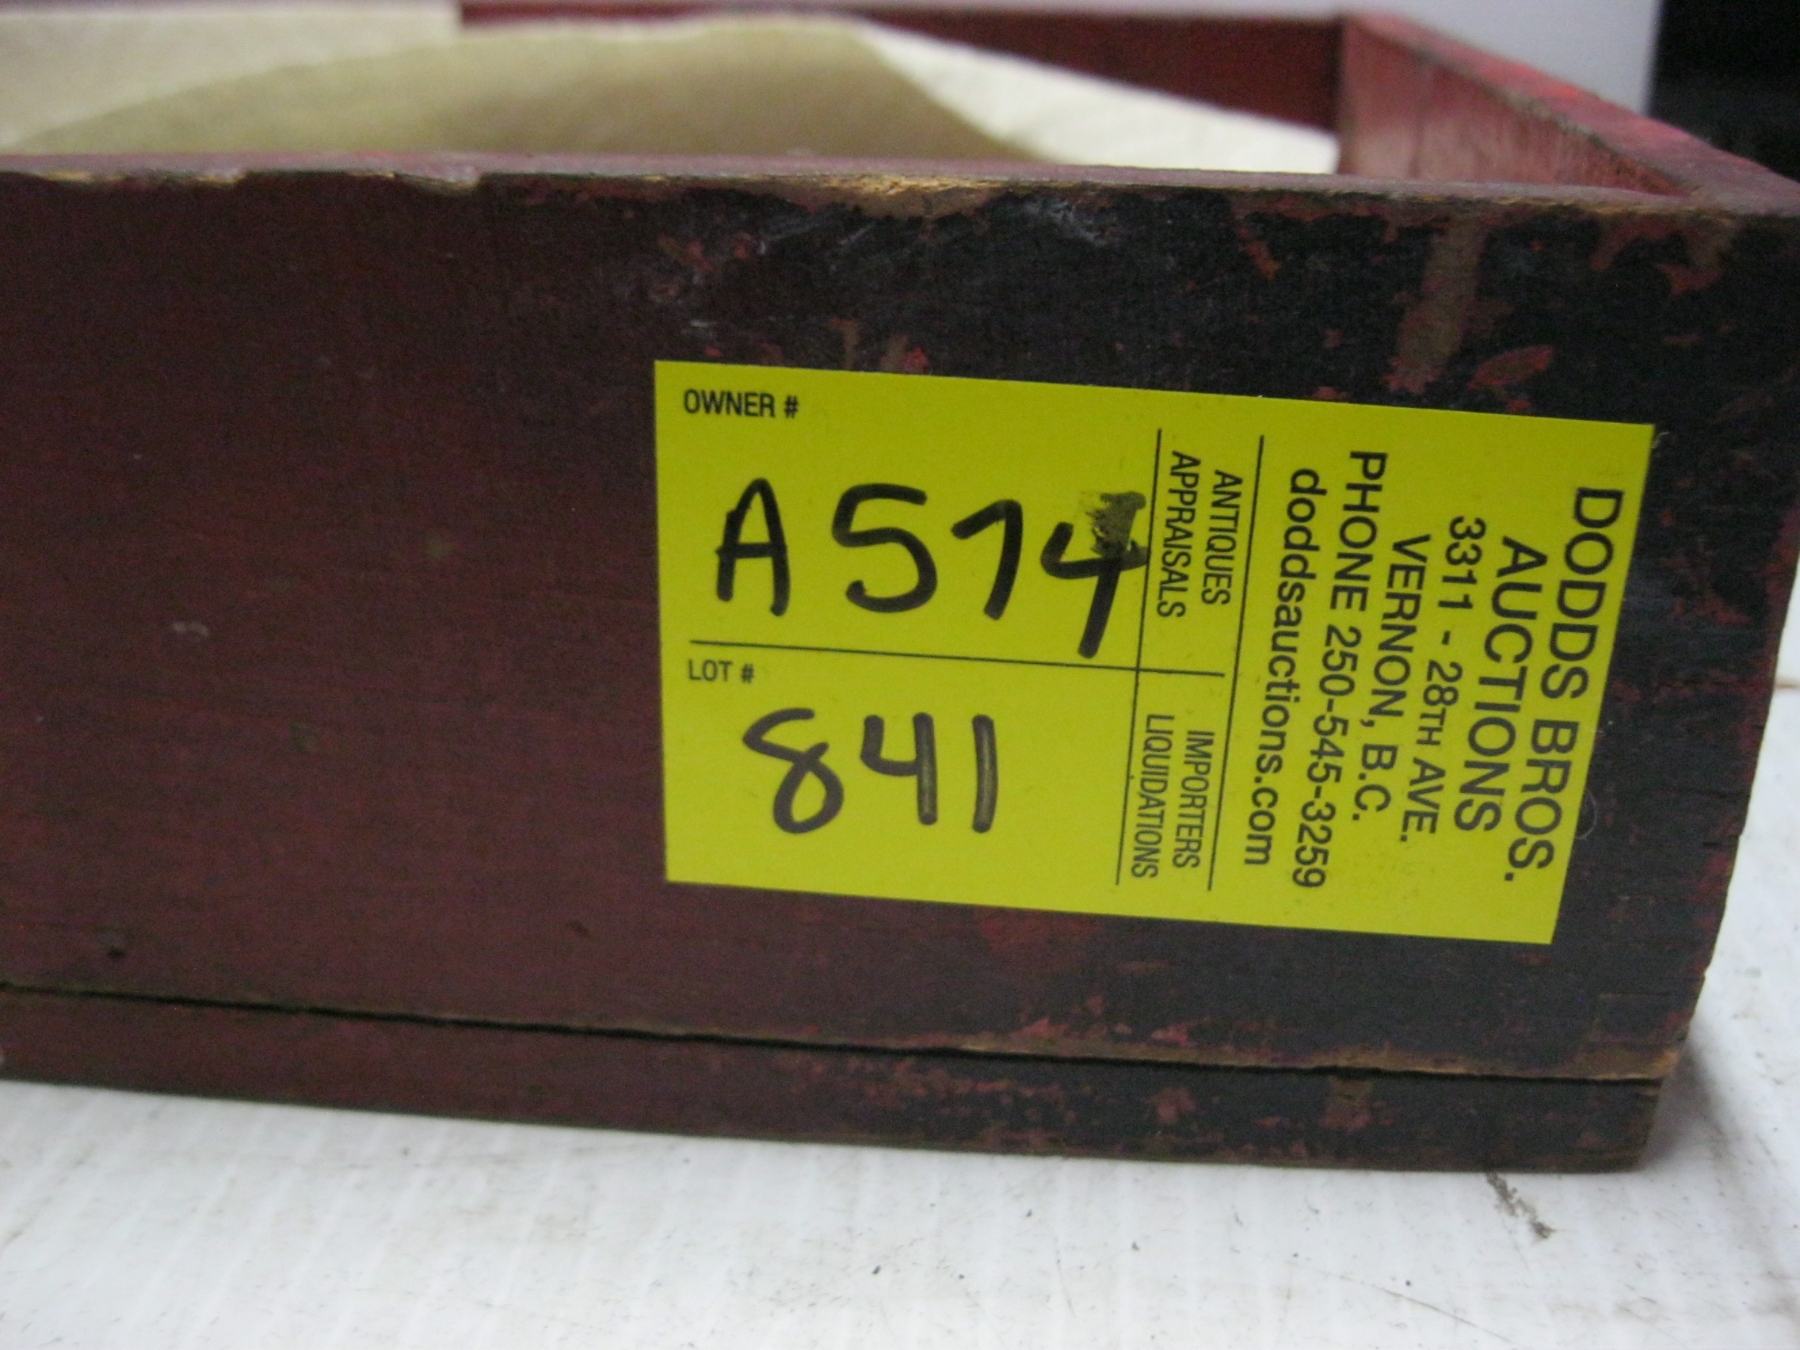 OWNER #
A 574
LOT #
841
ANTIQUES
APPRAISALS
IMPORTERS
LIQUIDATIONS
DODDS BROS.
AUCTIONS
3311 - 28TH AVE.
VERNON, B.C.
PHONE 250-545-3259
doddsauctions.com